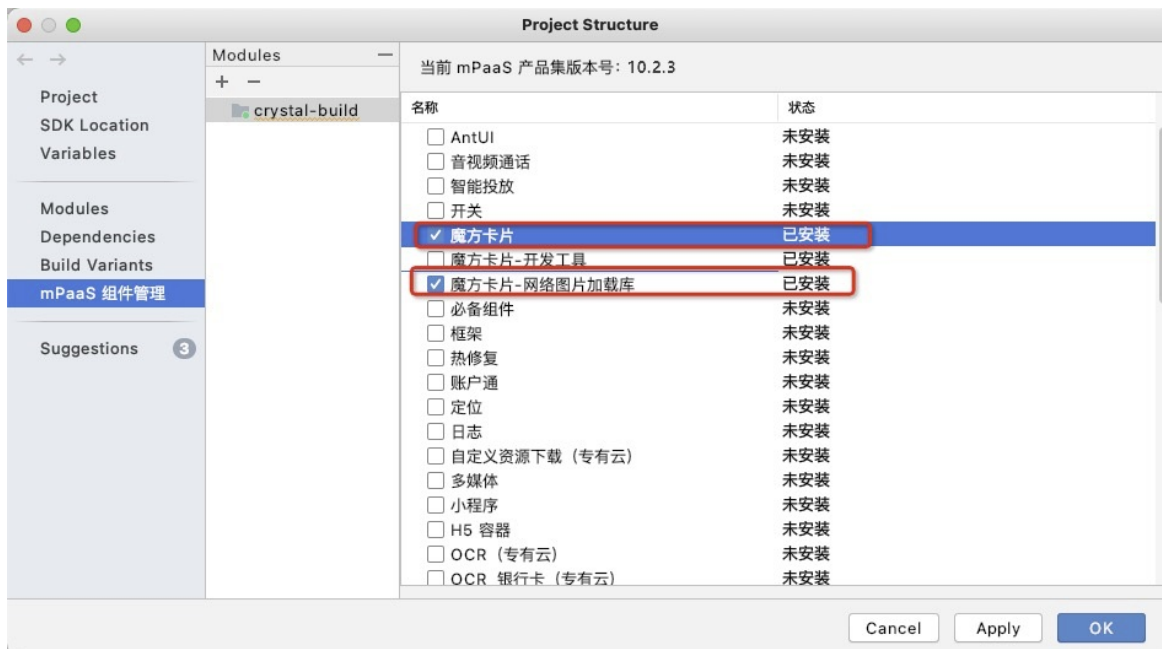 Project Structure
Project
SDK Location
Variables
Modules
Dependencies
Build Variants
mPaaS 组件管理
Suggestions 3
Modules
crystal-build
当前 mPaaS 产品集版本号：10.2.3
名称 状态
AntUI 未安装
音视频通话 未安装
智能投放 未安装
开关 未安装
魔方卡片 已安装
魔方卡片-开发工具 已安装
魔方卡片-网络图片加载库 已安装
必备组件 未安装
框架 未安装
热修复 未安装
账户通 未安装
定位 未安装
日志 未安装
自定义资源下载（专有云） 未安装
多媒体 未安装
小程序 未安装
H5 容器 未安装
OCR（专有云） 未安装
OCR 银行卡（专有云） 未安装
Cancel Apply OK